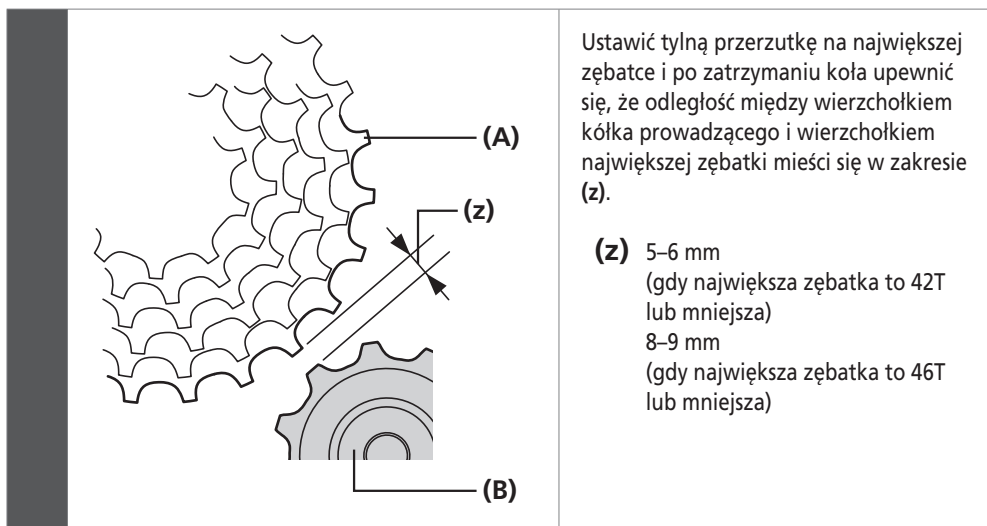 (A)
(z)
(B)
Ustawić tylną przerzutkę na największej
zębatce i po zatrzymaniu koła upewnić
się, że odległość między wierzchołkiem
kółka prowadzącego i wierzchołkiem
największej zębatki mieści się w zakresie
(z).
(z) 5–6 mm
(gdy największa zębatka to 42T
lub mniejsza)
8–9 mm
(gdy największa zębatka to 46T
lub mniejsza)